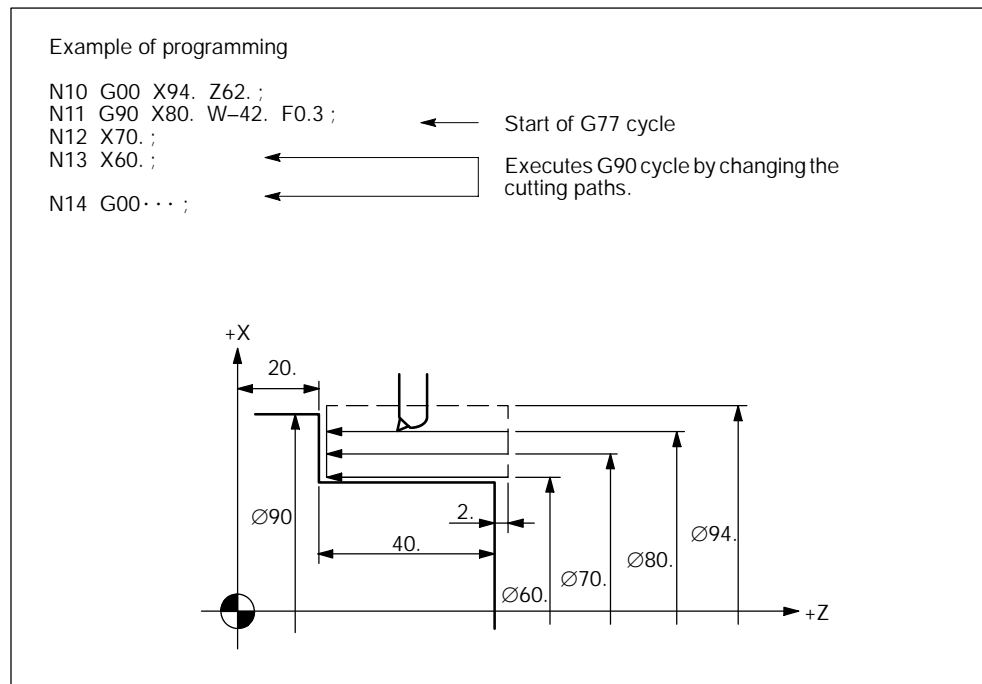 Example of programming
N10 G00 X94. Z62. ;
N11 G90 X80. W–42. F0.3 ;
N12 X70. ;
N13 X60. ;
N14 G00··· ;
Start of G77 cycle
Executes G90 cycle by changing the
cutting paths.
+X
20.
∅90
2.
40.
∅60.
∅70.
∅80.
∅94.
+Z